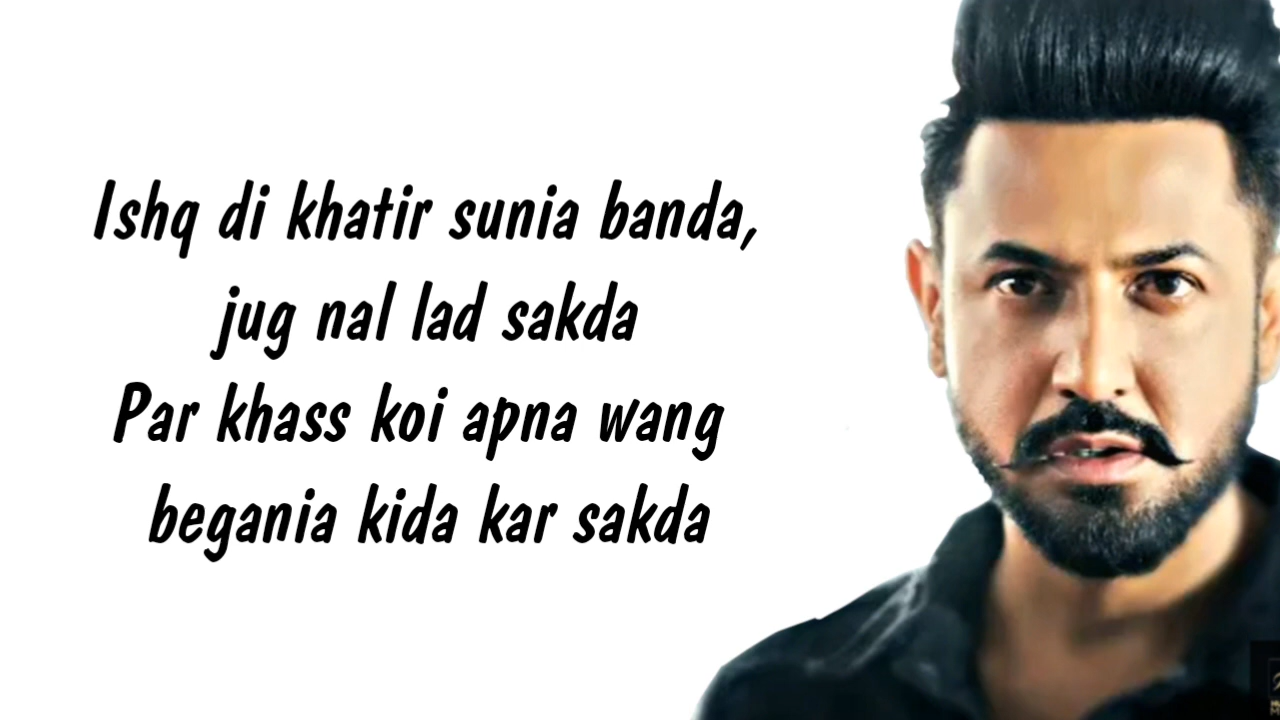 Ishq di khatir sunia banda,
jug nal lad sakda
Par khass koi apna wang
begania kida kar sakda